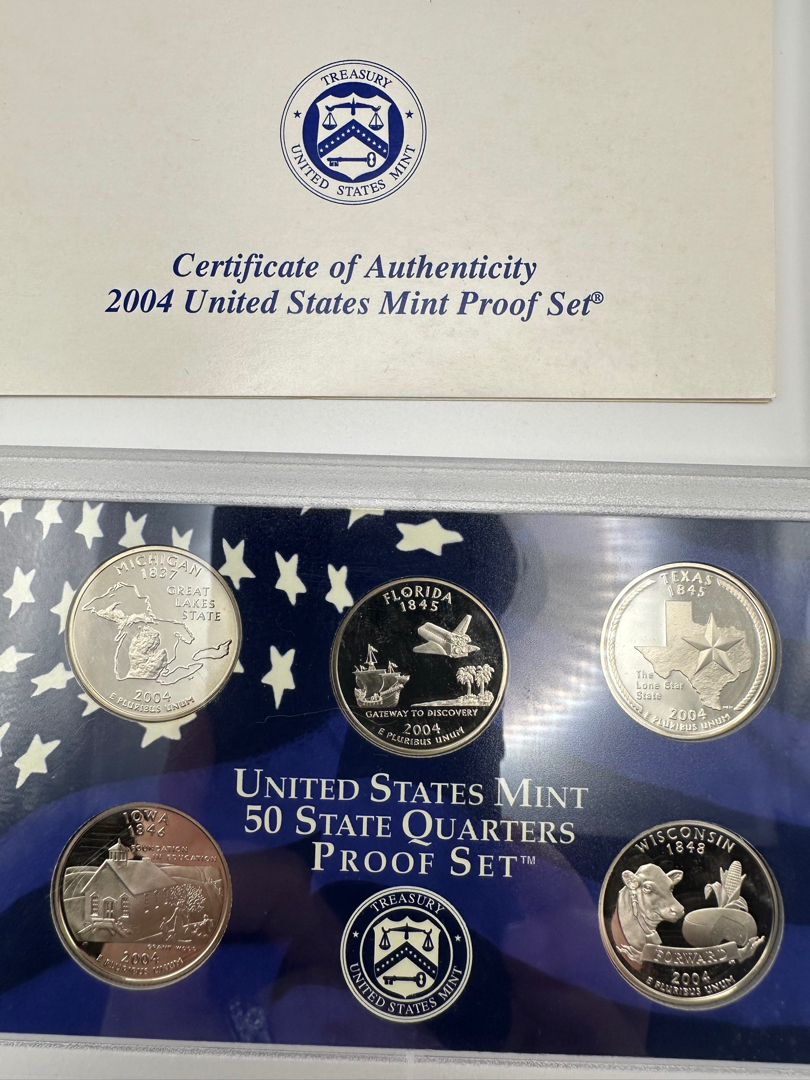 TREASURY
UNITED STATES MINT
Certificate of Authenticity
2004 United States Mint Proof Set®
MICHIGAN
1837
GREAT
LAKES
STATE
2004
E PLURIBUS UNUM
FLORIDA
1845
GATEWAY TO DISCOVERY
2004
E PLURIBUS UNUM
TEXAS
1845
The
Lone Star
State
2004
E PLURIBUS UNUM
UNITED STATES MINT
50 STATE QUARTERS
PROOF SET™
IOWA
1846
FOUNDATION
IN EDUCATION
GRANT WOOD
2004
E PLURIBUS UNUM
WISCONSIN
1848
FORWARD
2004
E PLURIBUS UNUM
TREASURY
UNITED STATES MINT